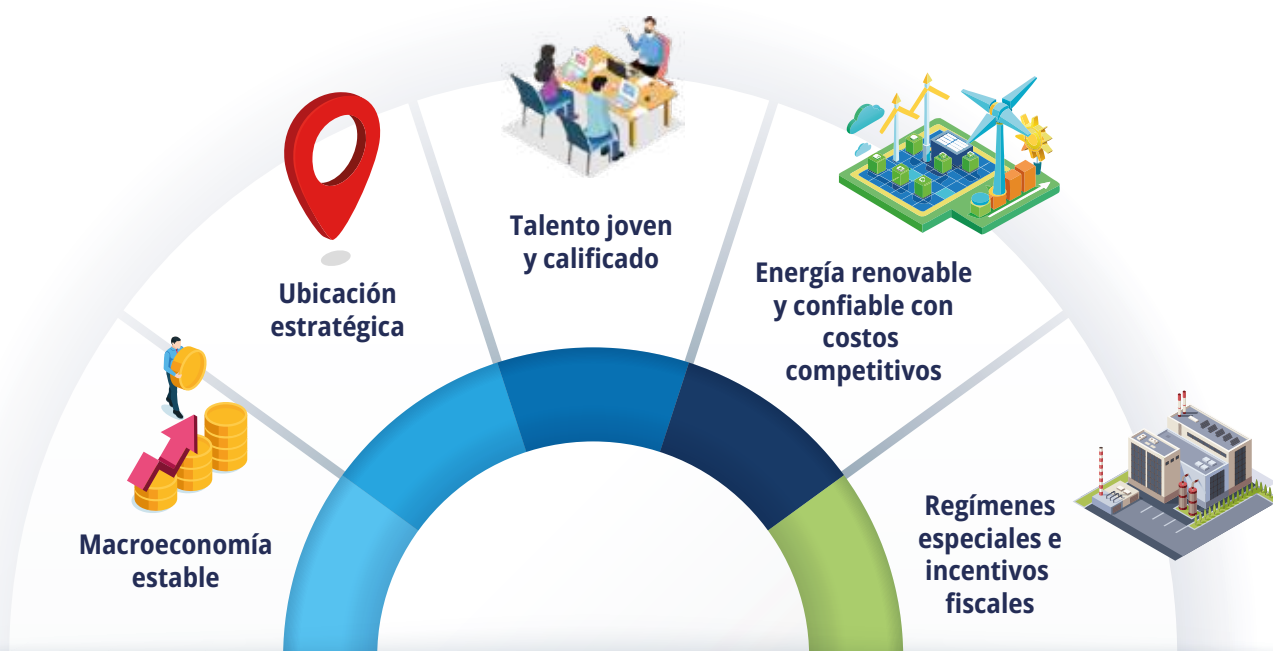 Macroeconomía
estable
Ubicación
estratégica
Talento joven
y calificado
Energía renovable
y confiable con
costos
competitivos
Regímenes
especiales e
incentivos
fiscales